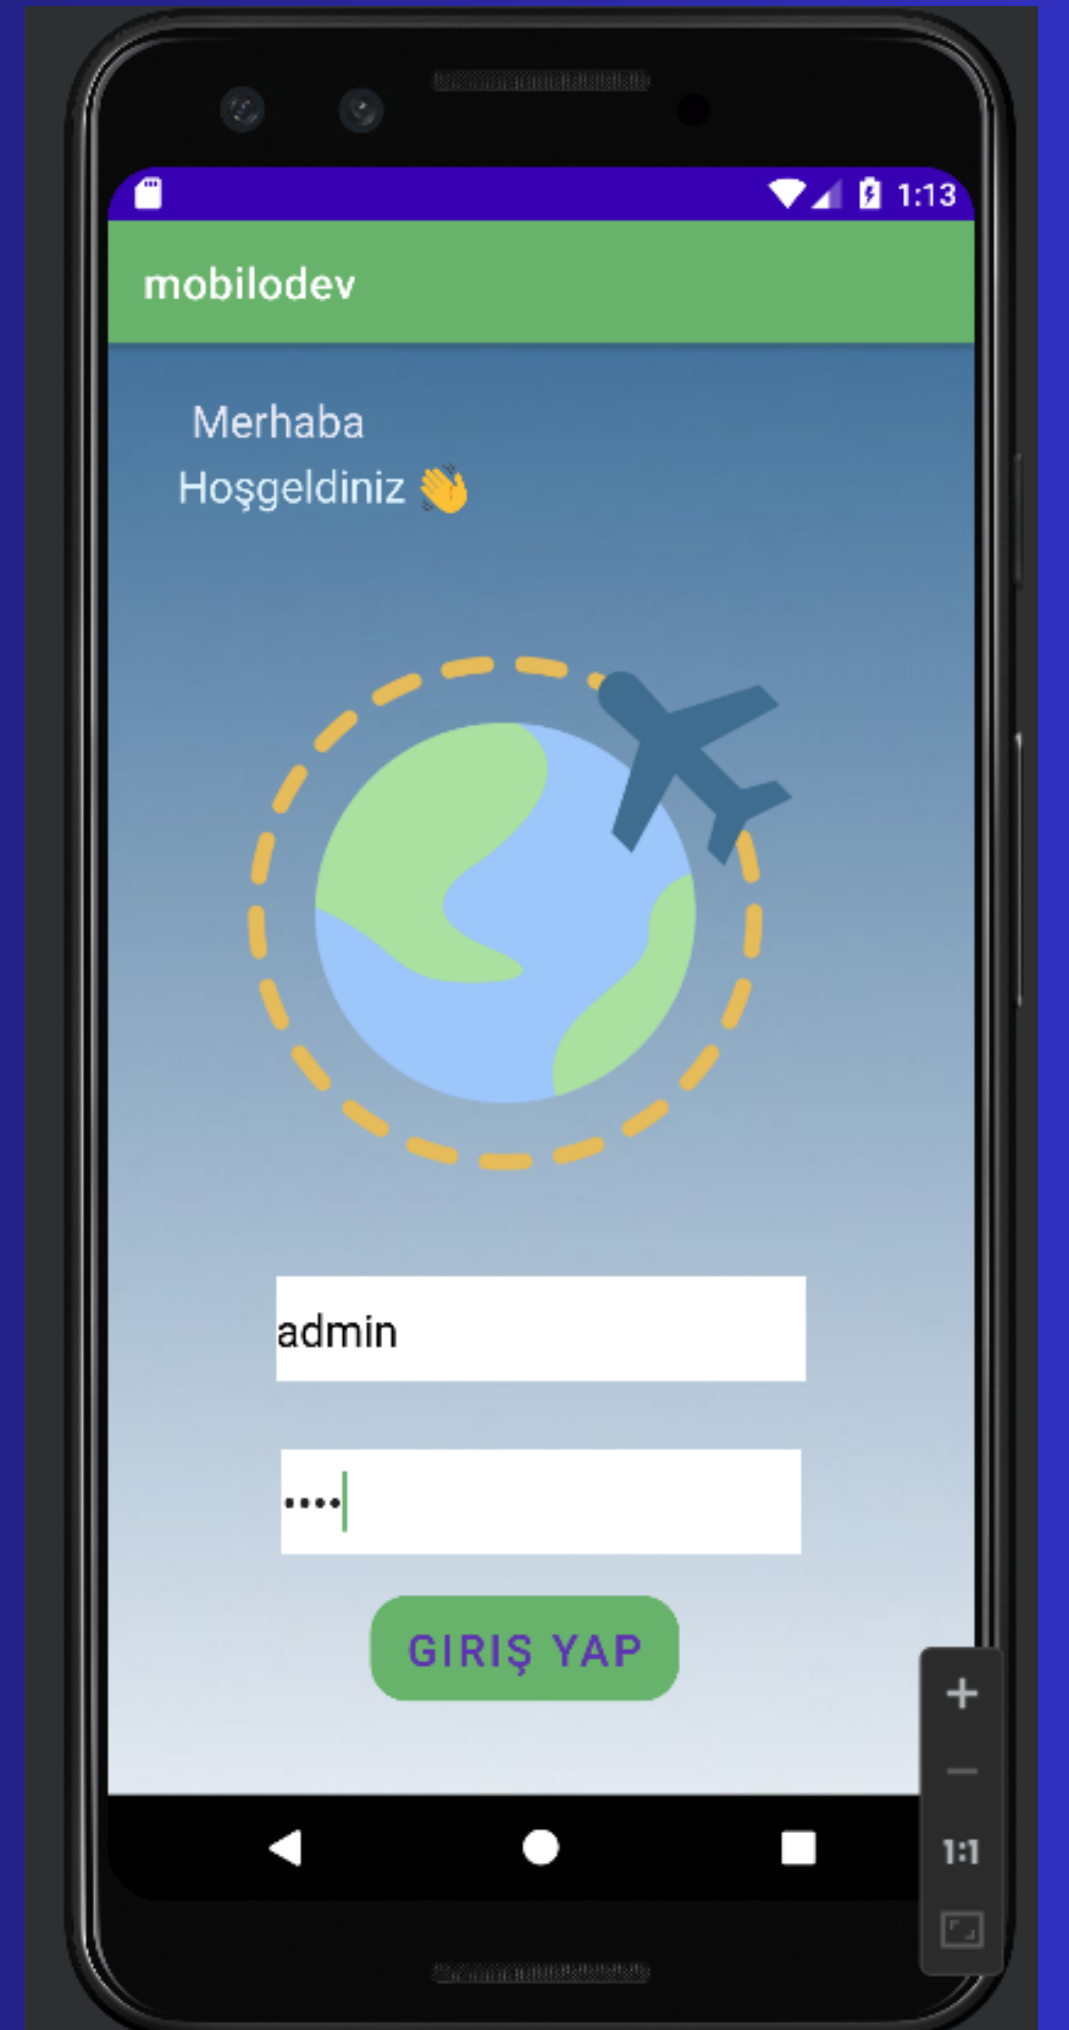 1:13
mobilodev
Merhaba
Hoşgeldiniz 👋
admin
••••
GIRIŞ YAP
1:1